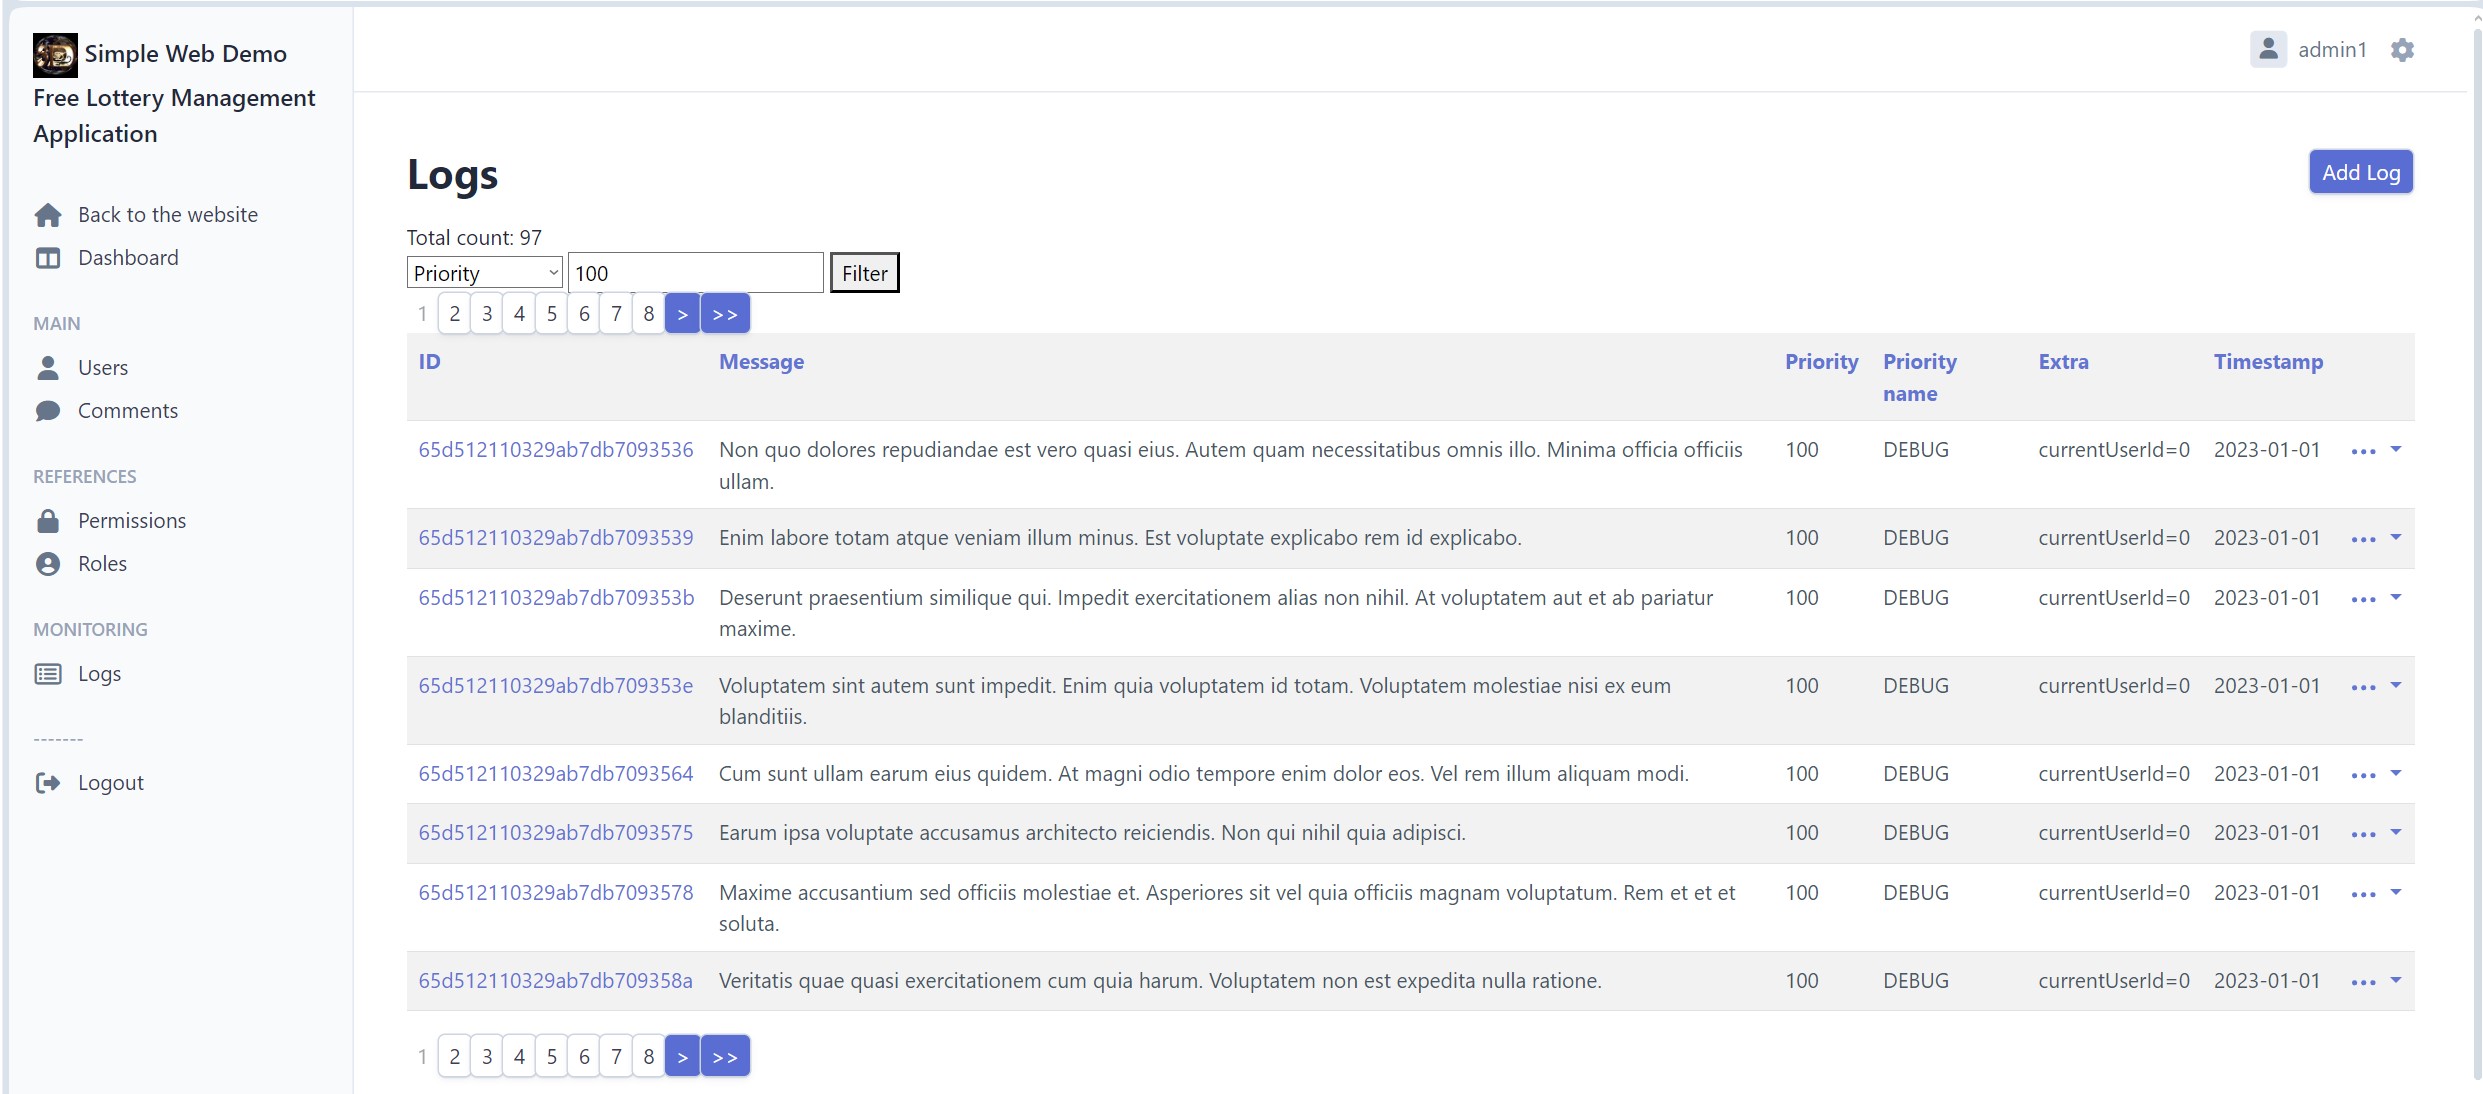 Simple Web Demo
Free Lottery Management
Application
Back to the website
Dashboard
MAIN
Users
Comments
REFERENCES
Permissions
Roles
MONITORING
Logs
-------
Logout
admin1
Logs
Add Log
Total count: 97
Priority 100 Filter
1 2 3 4 5 6 7 8 > >>
ID Message Priority Priority name Extra Timestamp
65d512110329ab7db7093536 Non quo dolores repudiandae est vero quasi eius. Autem quam necessitatibus omnis illo. Minima officia officiis 100 DEBUG currentUserId=0 2023-01-01 ...
ullam.
65d512110329ab7db7093539 Enim labore totam atque veniam illum minus. Est voluptate explicabo rem id explicabo. 100 DEBUG currentUserId=0 2023-01-01 ...
65d512110329ab7db709353b Deserunt praesentium similique qui. Impedit exercitationem alias non nihil. At voluptatem aut et ab pariatur 100 DEBUG currentUserId=0 2023-01-01 ...
maxime.
65d512110329ab7db709353e Voluptatem sint autem sunt impedit. Enim quia voluptatem id totam. Voluptatem molestiae nisi ex eum 100 DEBUG currentUserId=0 2023-01-01 ...
blanditiis.
65d512110329ab7db7093564 Cum sunt ullam earum eius quidem. At magni odio tempore enim dolor eos. Vel rem illum aliquam modi. 100 DEBUG currentUserId=0 2023-01-01 ...
65d512110329ab7db7093575 Earum ipsa voluptate accusamus architecto reiciendis. Non qui nihil quia adipisci. 100 DEBUG currentUserId=0 2023-01-01 ...
65d512110329ab7db7093578 Maxime accusantium sed officiis molestiae et. Asperiores sit vel quia officiis magnam voluptatum. Rem et et et 100 DEBUG currentUserId=0 2023-01-01 ...
soluta.
65d512110329ab7db709358a Veritatis quae quasi exercitationem cum quia harum. Voluptatem non est expedita nulla ratione. 100 DEBUG currentUserId=0 2023-01-01 ...
1 2 3 4 5 6 7 8 > >>